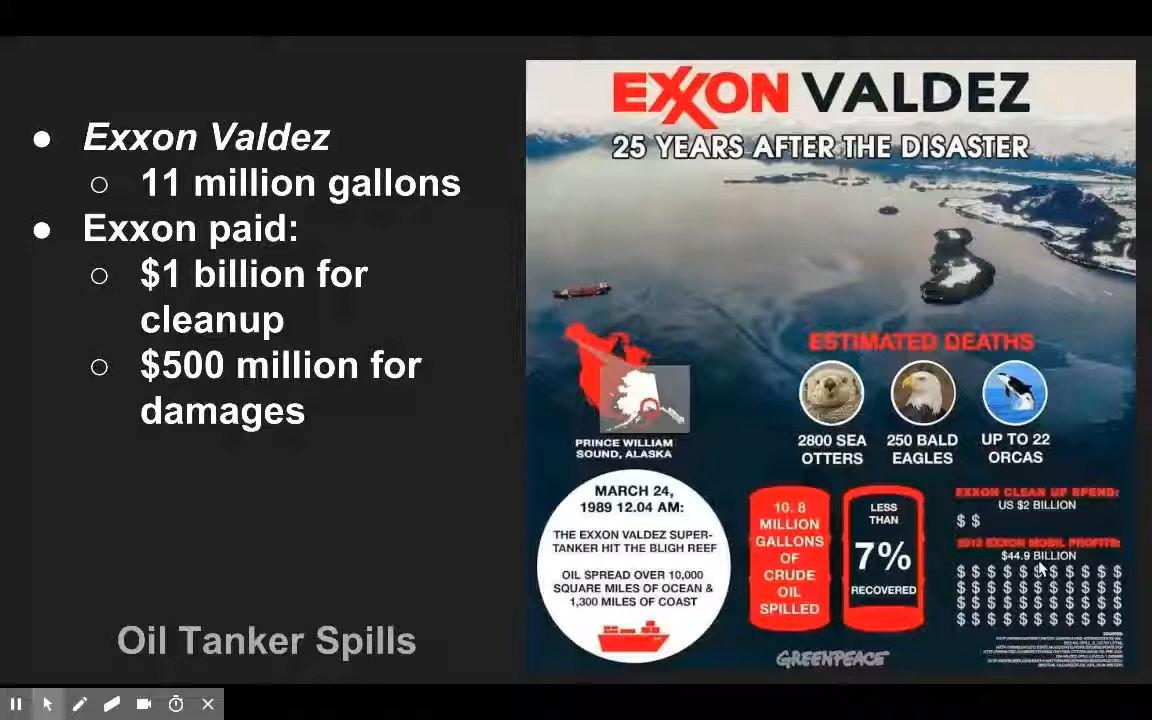 Exxon Valdez
11 million gallons
Exxon paid:
$1 billion for
cleanup
$500 million for
damages
Oil Tanker Spills
EXXON VALDEZ
25 YEARS AFTER THE DISASTER
ESTIMATED DEATHS
2800 SEA
OTTERS
250 BALD
EAGLES
UP TO 22
ORCAS
PRINCE WILLIAM
SOUND, ALASKA
MARCH 24,
1989 12.04 AM:
THE EXXON VALDEZ SUPER-
TANKER HIT THE BLIGH REEF
OIL SPREAD OVER 10,000
SQUARE MILES OF OCEAN &
1,300 MILES OF COAST
10. 8
MILLION
GALLONS
OF
CRUDE
OIL
SPILLED
LESS
THAN
7%
RECOVERED
EXXON CLEAN UP SPEND:
US $2 BILLION
$ $
2012 EXXON MOBIL PROFITS:
$44.9 BILLION
$ $ $ $ $ $ $ $ $ $ $
$ $ $ $ $ $ $ $ $ $ $
$ $ $ $ $ $ $ $ $ $ $
$ $ $ $ $ $ $ $ $ $ $
GREENPEACE